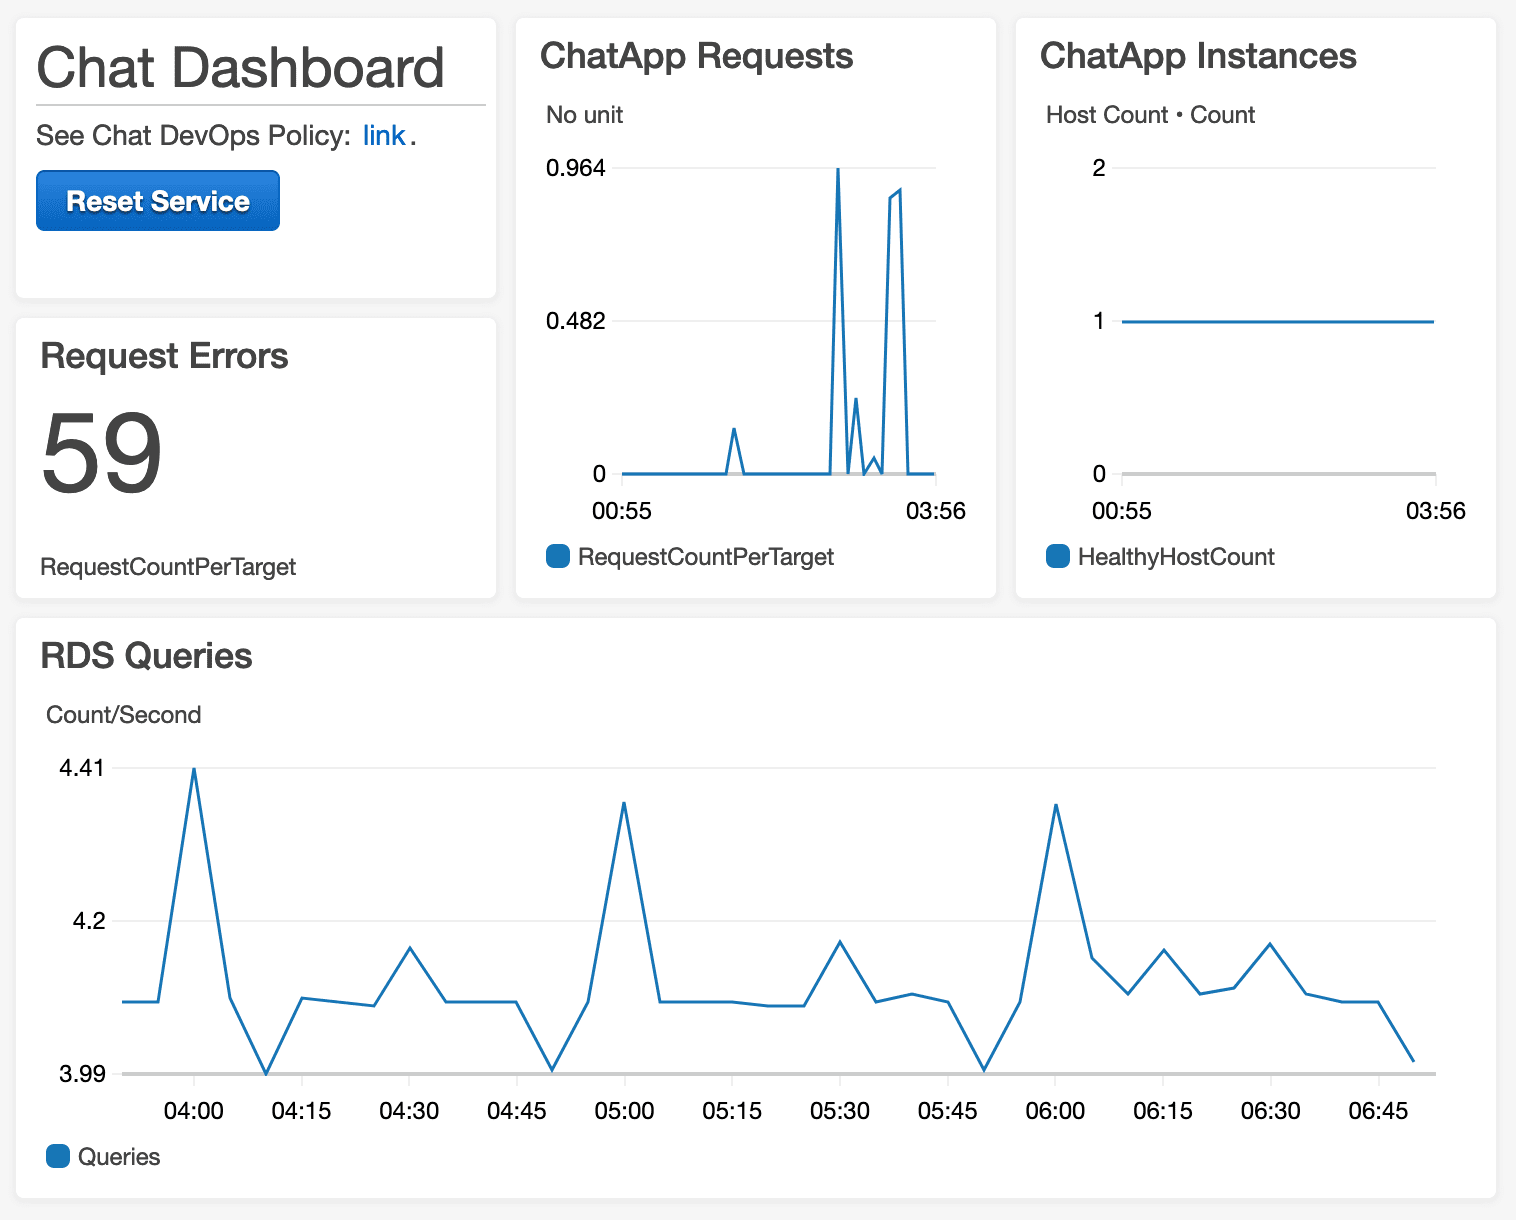 Chat Dashboard
See Chat DevOps Policy: link.
Reset Service
Request Errors
59
RequestCountPerTarget
ChatApp Requests
No unit
0.964
0.482
0
00:55 03:56
RequestCountPerTarget
ChatApp Instances
Host Count • Count
2
1
0
00:55 03:56
HealthyHostCount
RDS Queries
Count/Second
4.41
4.2
3.99
04:00 04:15 04:30 04:45 05:00 05:15 05:30 05:45 06:00 06:15 06:30 06:45
Queries